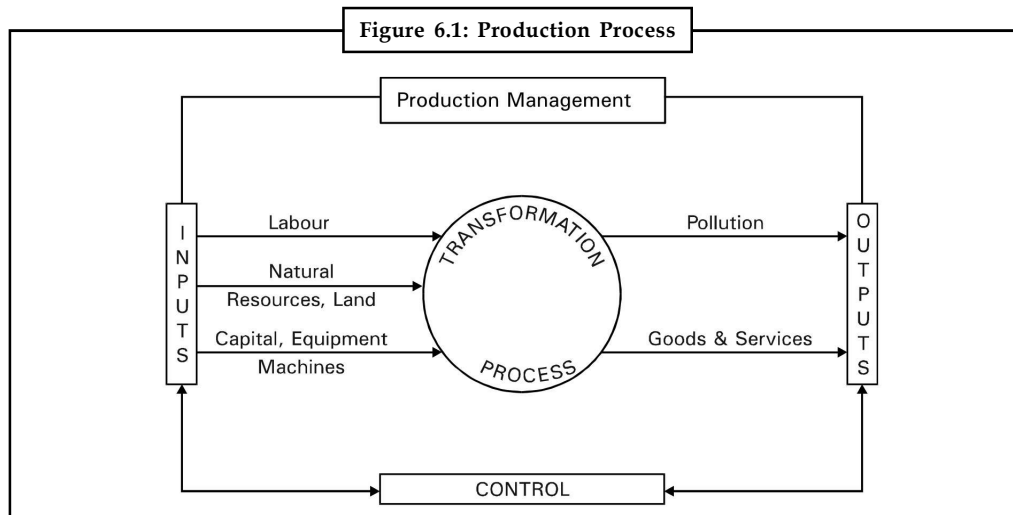 Figure 6.1: Production Process
Production Management
INPUTS
Labour
Natural
Resources, Land
Capital, Equipment
Machines
TRANSFORMATION
PROCESS
Pollution
Goods & Services
OUTPUTS
CONTROL